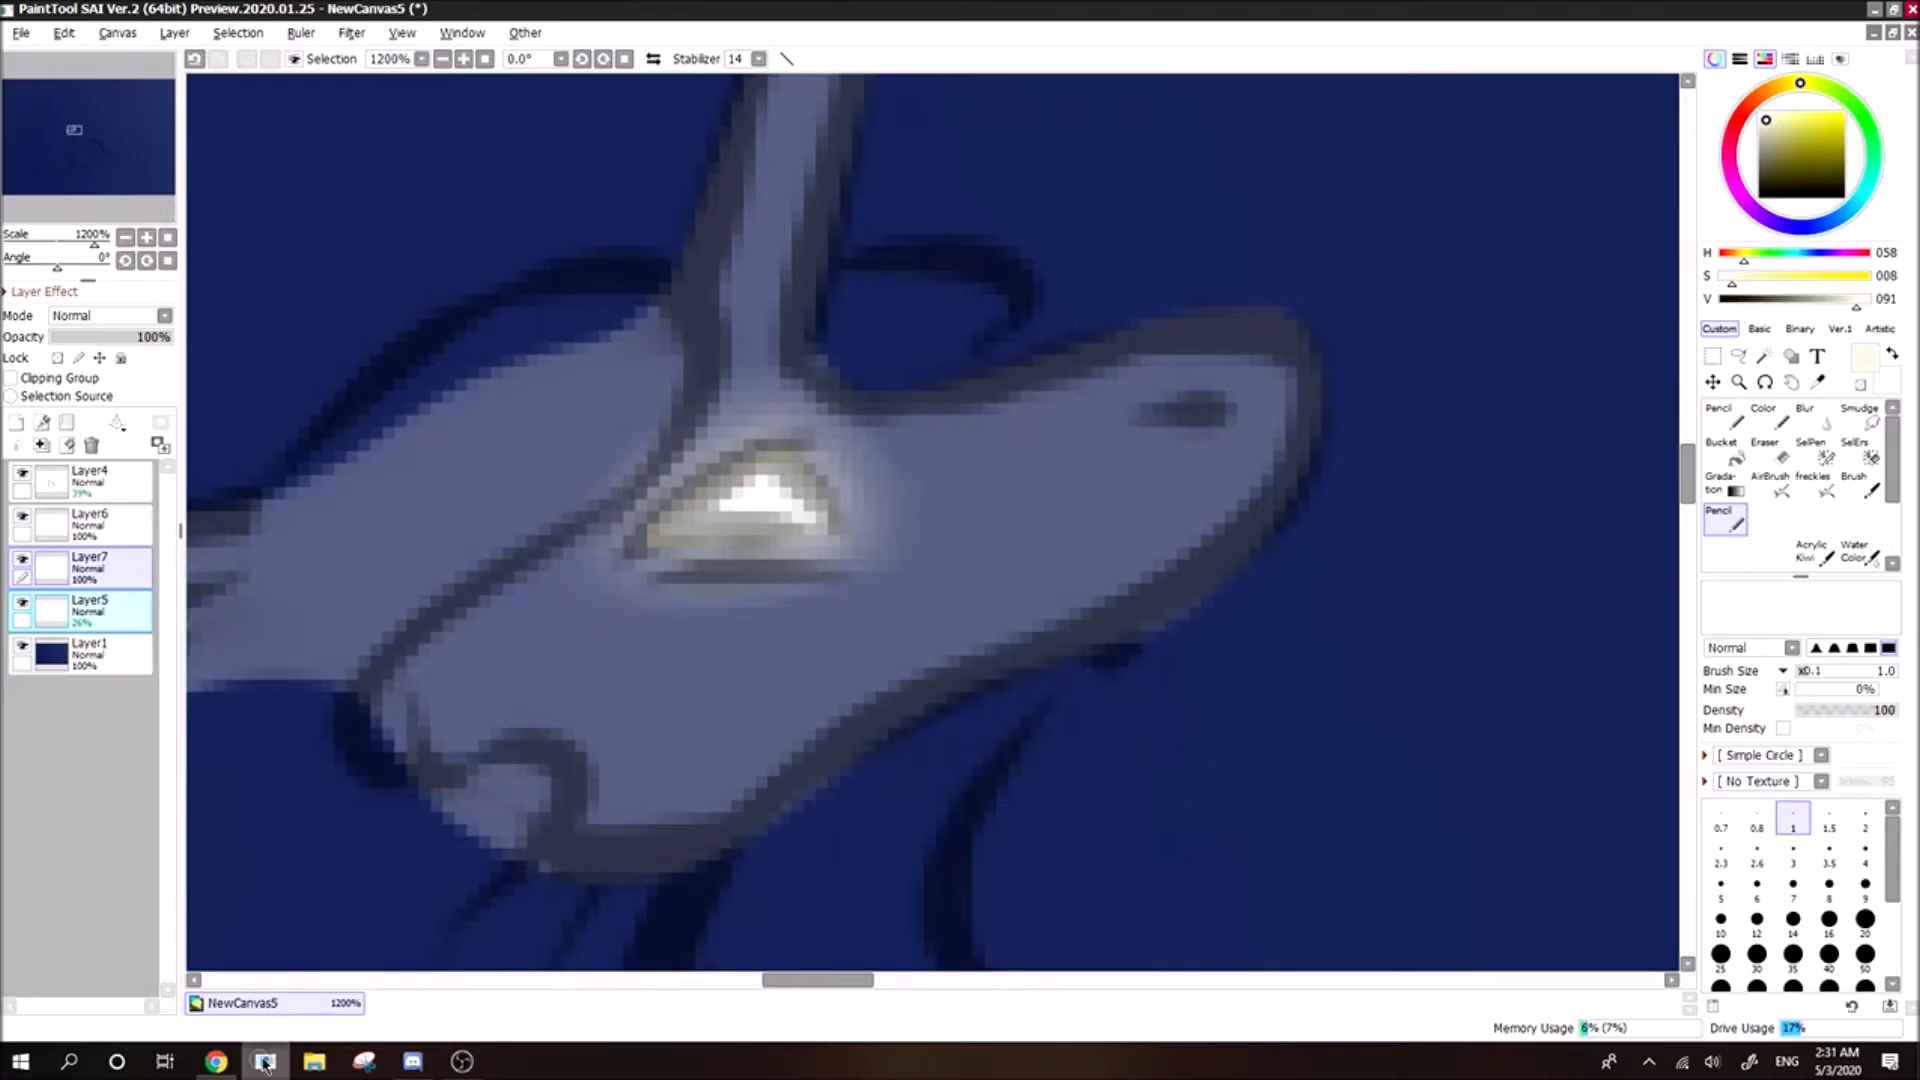 PaintTool SAI Ver.2 (64bit) Preview.2020.01.25 - NewCanvas5 (*)
File Edit Canvas Layer Selection Ruler Filter View Window Other
Selection 1200% 0.0° Stabilizer 14
Scale 1200%
Angle 0°
Layer Effect
Mode Normal
Opacity 100%
Lock
Clipping Group
Selection Source
Layer4
Normal
39%
Layer6
Normal
100%
Layer7
Normal
100%
Layer5
Normal
26%
Layer1
Normal
100%
H 058
S 008
V 091
Custom Basic Binary Ver.1 Artistic
T
Pencil Color Blur Smudge
Bucket Eraser SelPen SelErs
Grada-
tion AirBrush freckles Brush
Pencil
Acrylic
Kiwi
Water
Color
Normal
Brush Size x0.1 1.0
Min Size 0%
Density 100
Min Density 0%
[ Simple Circle ]
[ No Texture ] 95
0.7 0.8 1 1.5 2
2.3 2.6 3 3.5 4
5 6 7 8 9
10 12 14 16 20
25 30 35 40 50
NewCanvas5 1200%
Memory Usage 6% (7%) Drive Usage 17%
ENG
2:31 AM
5/3/2020